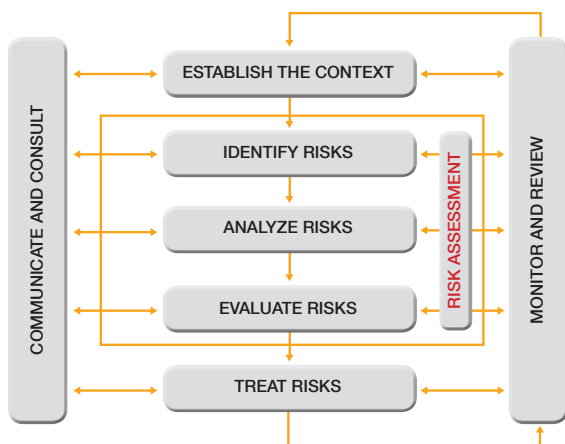 ESTABLISH THE CONTEXT
COMMUNICATE AND CONSULT
IDENTIFY RISKS
ANALYZE RISKS
EVALUATE RISKS
TREAT RISKS
RISK ASSESSMENT
MONITOR AND REVIEW